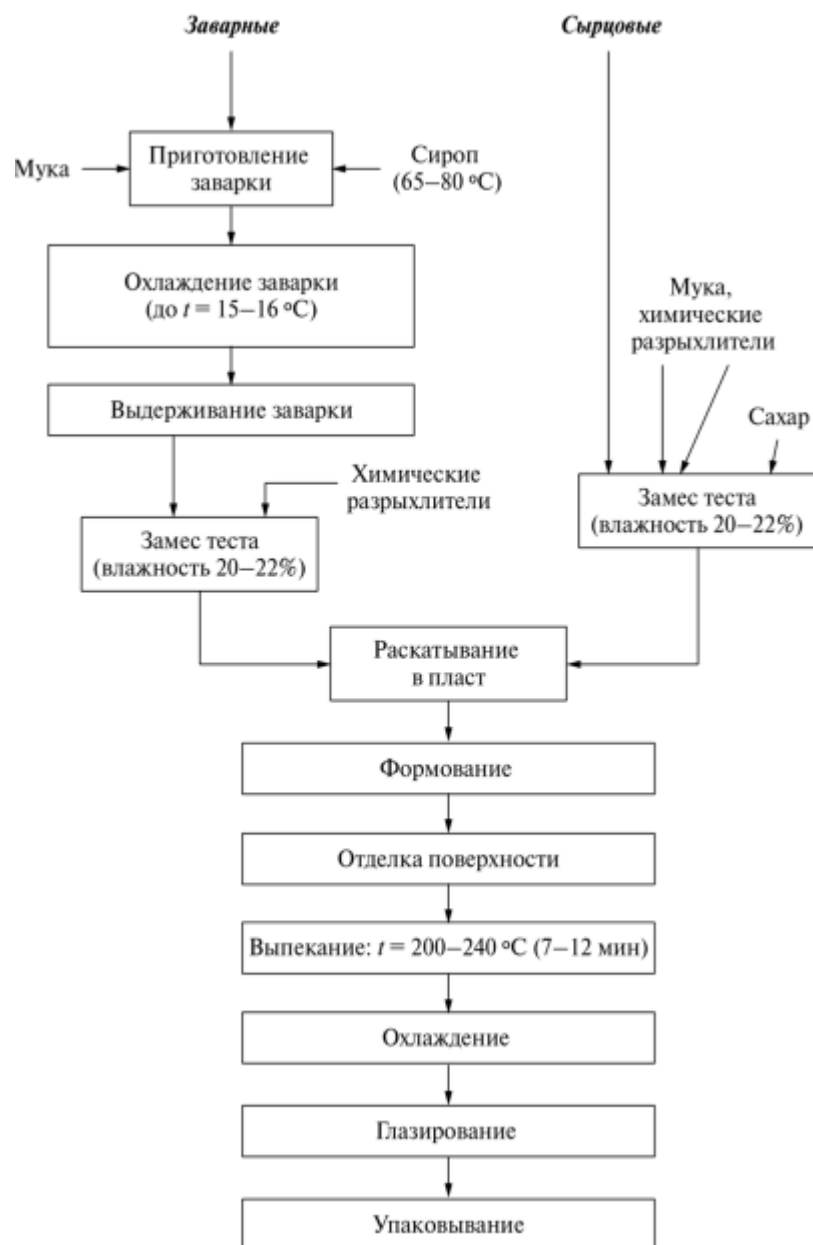 Заварные
Сырцовые
Мука
Приготовление
заварки
Сироп
(65–80 °С)
Охлаждение заварки
(до t = 15–16 °С)
Мука,
химические
разрыхлители
Выдерживание заварки
Сахар
Химические
разрыхлители
Замес теста
(влажность 20–22%)
Замес теста
(влажность 20–22%)
Раскатывание
в пласт
Формование
Отделка поверхности
Выпекание: t = 200–240 °С (7–12 мин)
Охлаждение
Глазирование
Упаковывание